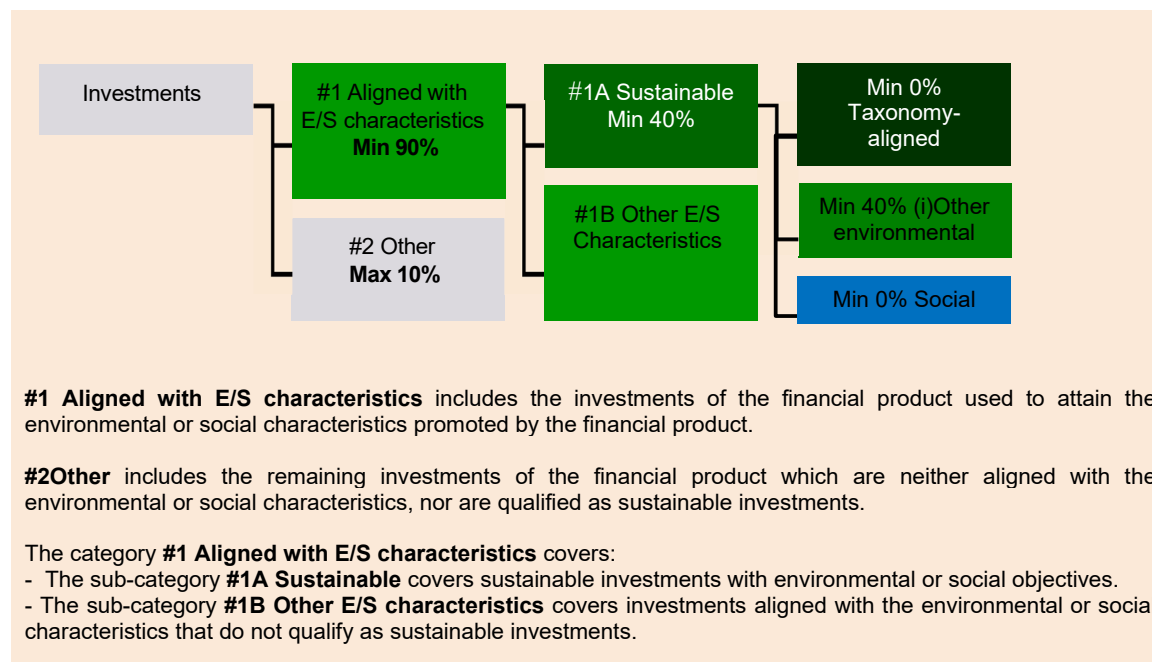 Investments
#1 Aligned with
E/S characteristics
Min 90%
#2 Other
Max 10%
#1A Sustainable
Min 40%
#1B Other E/S
Characteristics
Min 0%
Taxonomy-
aligned
Min 40% (i)Other
environmental
Min 0% Social
#1 Aligned with E/S characteristics includes the investments of the financial product used to attain the
environmental or social characteristics promoted by the financial product.
#2Other includes the remaining investments of the financial product which are neither aligned with the
environmental or social characteristics, nor are qualified as sustainable investments.
The category #1 Aligned with E/S characteristics covers:
- The sub-category #1A Sustainable covers sustainable investments with environmental or social objectives.
- The sub-category #1B Other E/S characteristics covers investments aligned with the environmental or social
characteristics that do not qualify as sustainable investments.